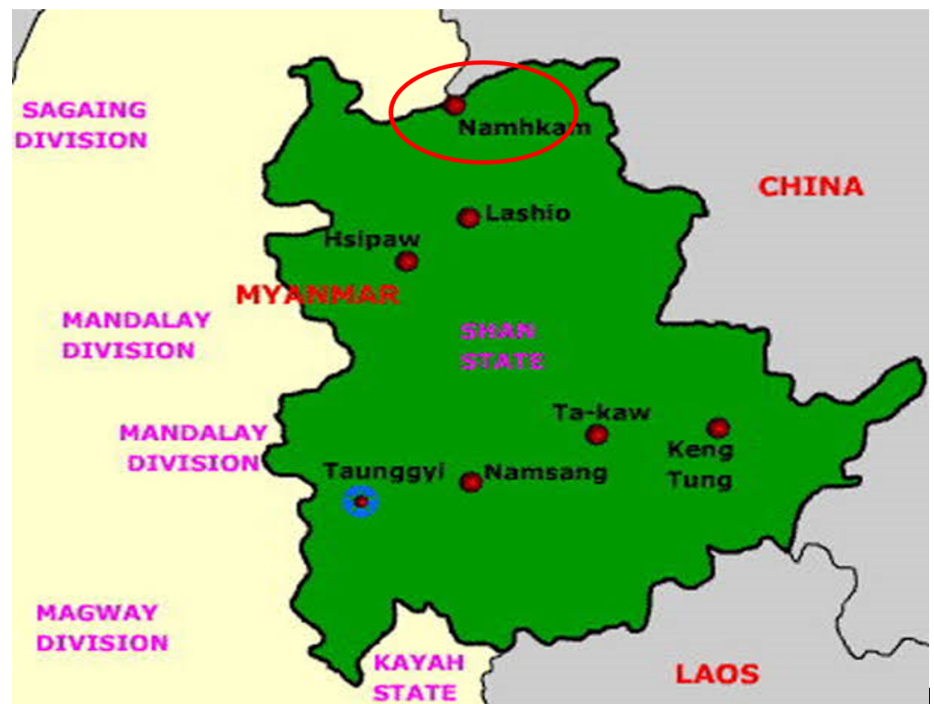 SAGAING
DIVISION
Namhkam
CHINA
Lashio
Hsipaw
MYANMAR
MANDALAY
DIVISION
SHAN
STATE
Ta-kaw
MANDALAY
DIVISION
Keng
Tung
Taunggyi
Namsang
MAGWAY
DIVISION
KAYAH
STATE
LAOS